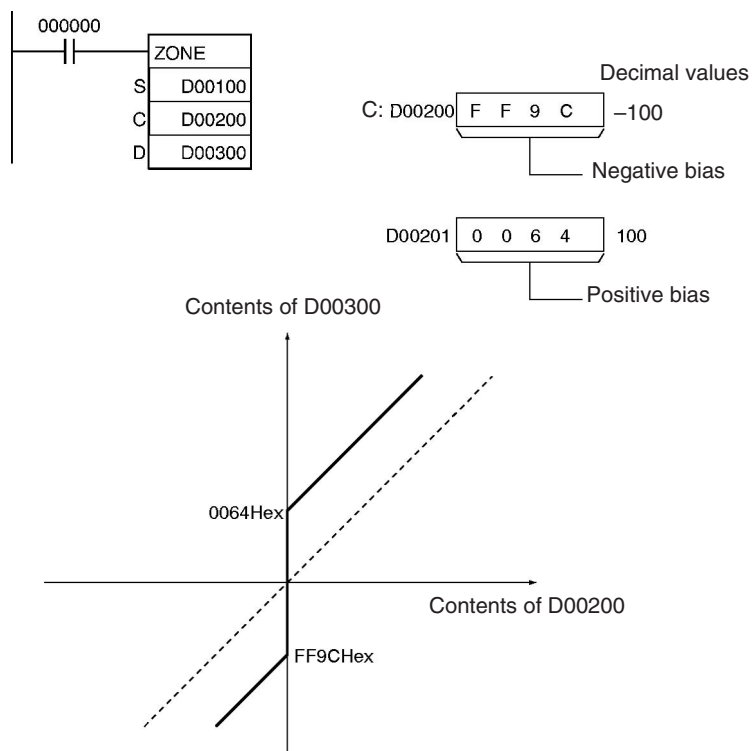 000000
ZONE
S D00100
C D00200
D D00300
Decimal values
C: D00200 F F 9 C –100
Negative bias
D00201 0 0 6 4 100
Positive bias
Contents of D00300
0064Hex
Contents of D00200
FF9CHex